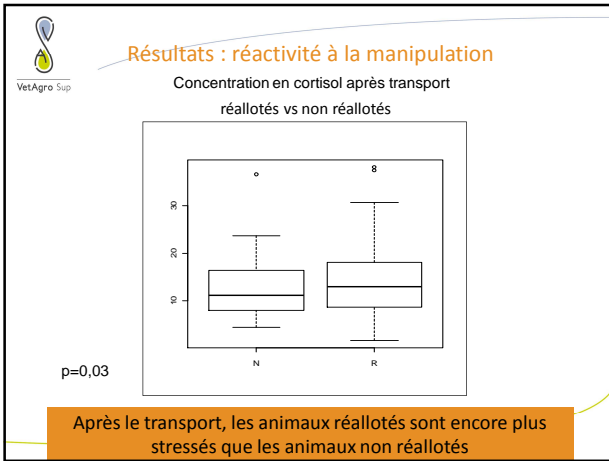 Résultats : réactivité à la manipulation
VetAgro Sup
Concentration en cortisol après transport
réallotés vs non réallotés
30
20
10
N R
p=0,03
Après le transport, les animaux réallotés sont encore plus
stressés que les animaux non réallotés